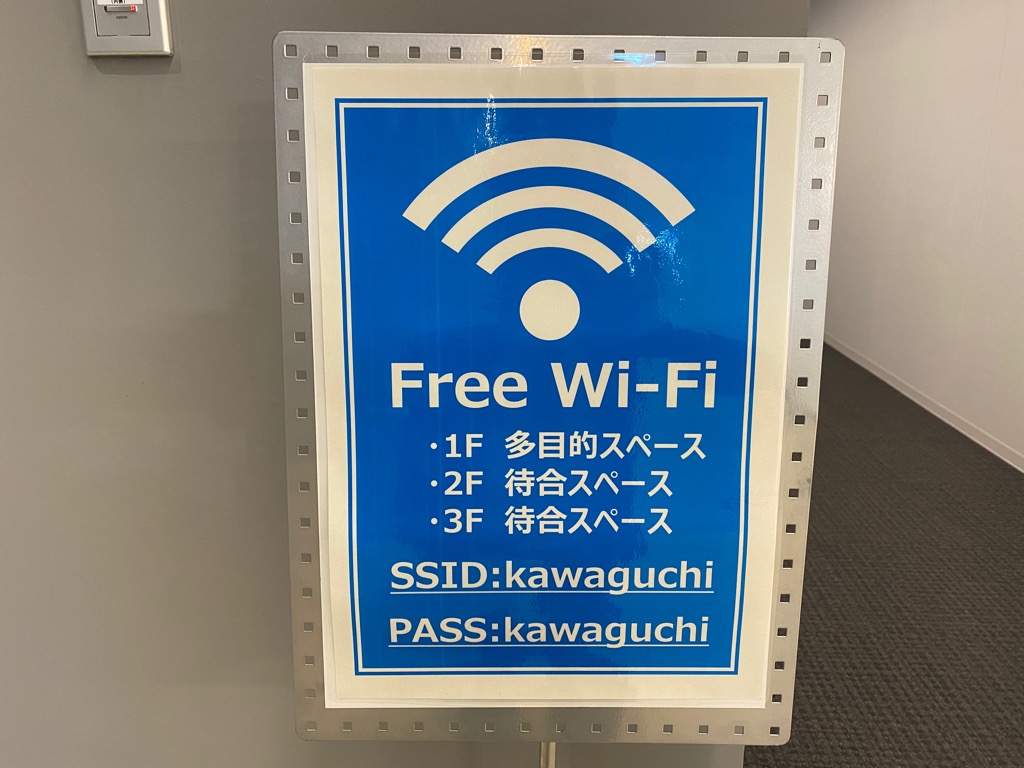 Free Wi-Fi
・1F 多目的スペース
・2F 待合スペース
・3F 待合スペース
SSID:kawaguchi
PASS:kawaguchi